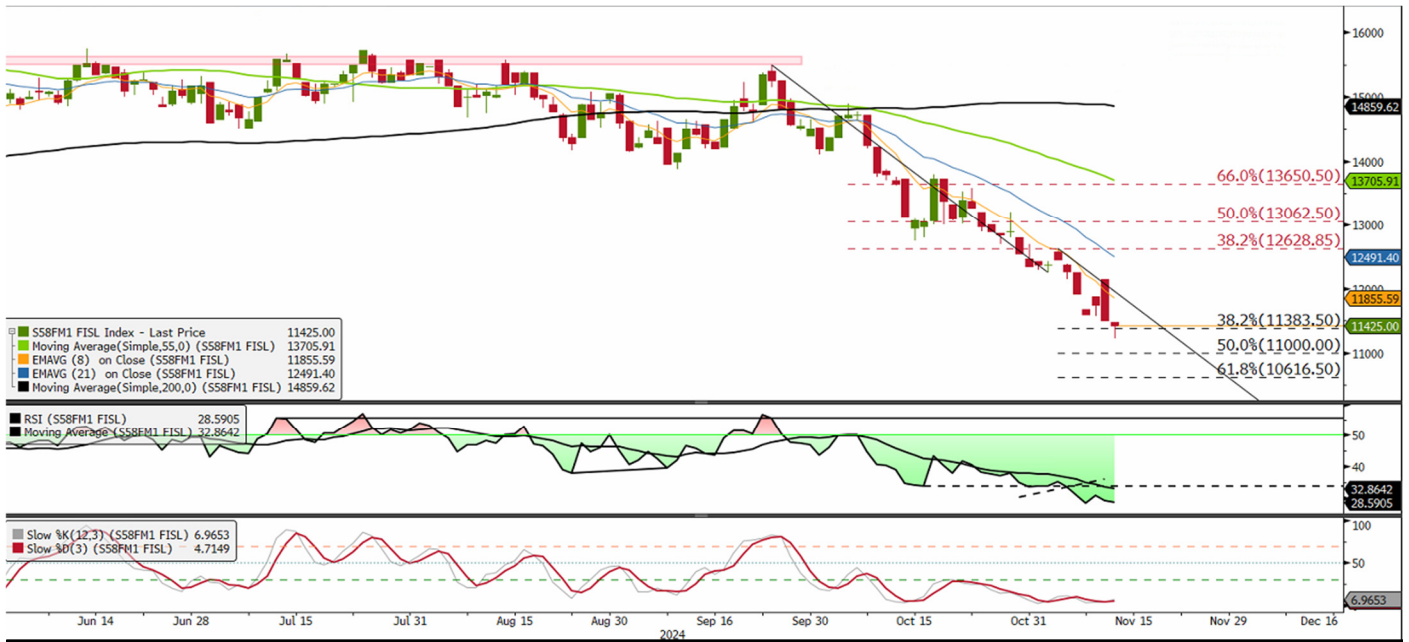 16000
15000
14859.62
14000
66.0%(13650.50)
13705.91
50.0%(13062.50)
13000
38.2%(12628.85)
12491.40
12000
11855.59
38.2%(11383.50)
11425.00
50.0%(11000.00)
11000
61.8%(10616.50)
S58FM1 FISL Index - Last Price 11425.00
Moving Average(Simple,55,0) (S58FM1 FISL) 13705.91
EMAVG (8) on Close (S58FM1 FISL) 11855.59
EMAVG (21) on Close (S58FM1 FISL) 12491.40
Moving Average(Simple,200,0) (S58FM1 FISL) 14859.62
RSI (S58FM1 FISL) 28.5905
Moving Average (S58FM1 FISL) 32.8642
50
40
32.8642
28.5905
Slow %K(12,3) (S58FM1 FISL) 6.9653
Slow %D(3) (S58FM1 FISL) 4.7149
100
50
6.9653
Jun 14 Jun 28 Jul 15 Jul 31 Aug 15 Aug 30 Sep 16 Sep 30 Oct 15 Oct 31 Nov 15 Nov 29 Dec 16
2024